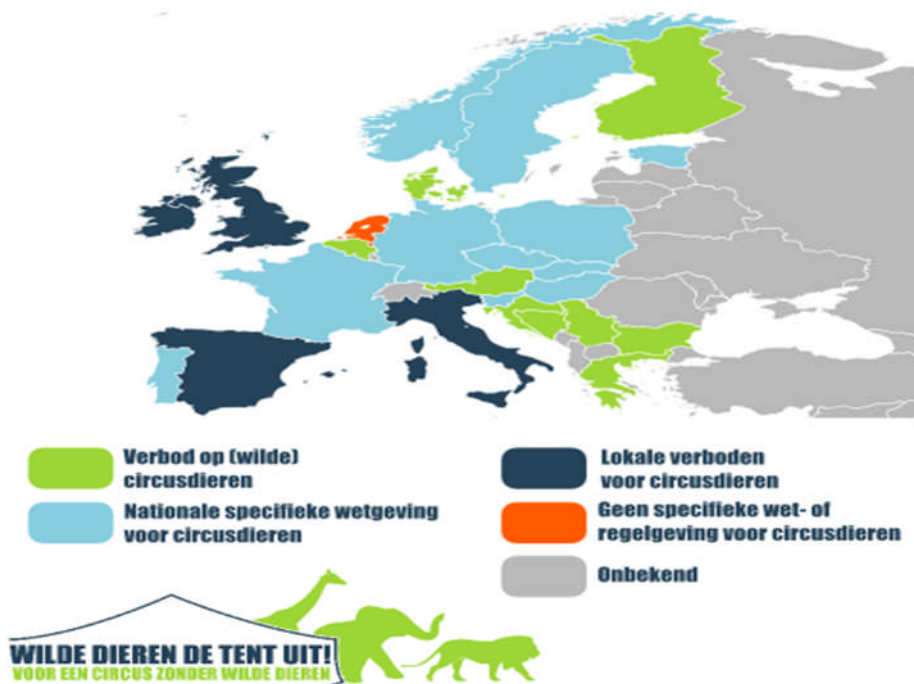 Verbod op (wilde)
circusdieren
Nationale specifieke wetgeving
voor circusdieren
Lokale verboden
voor circusdieren
Geen specifieke wet- of
regelgeving voor circusdieren
Onbekend
WILDE DIEREN DE TENT UIT!
VOOR EEN CIRCUS ZONDER WILDE DIEREN